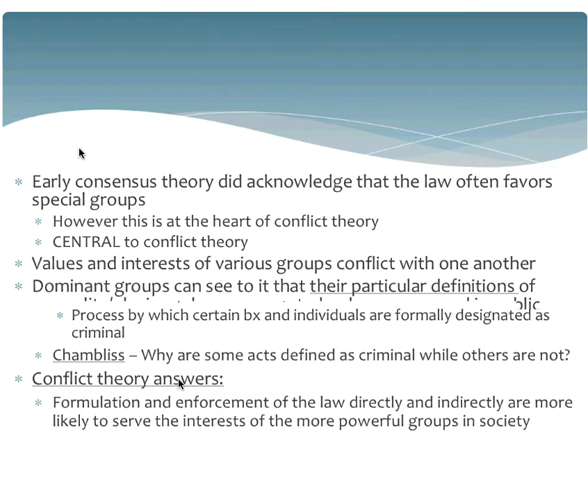 Early consensus theory did acknowledge that the law often favors
special groups
However this is at the heart of conflict theory
CENTRAL to conflict theory
Values and interests of various groups conflict with one another
Dominant groups can see to it that their particular definitions of
Process by which certain bx and individuals are formally designated as
criminal
Chambliss – Why are some acts defined as criminal while others are not?
Conflict theory answers:
Formulation and enforcement of the law directly and indirectly are more
likely to serve the interests of the more powerful groups in society